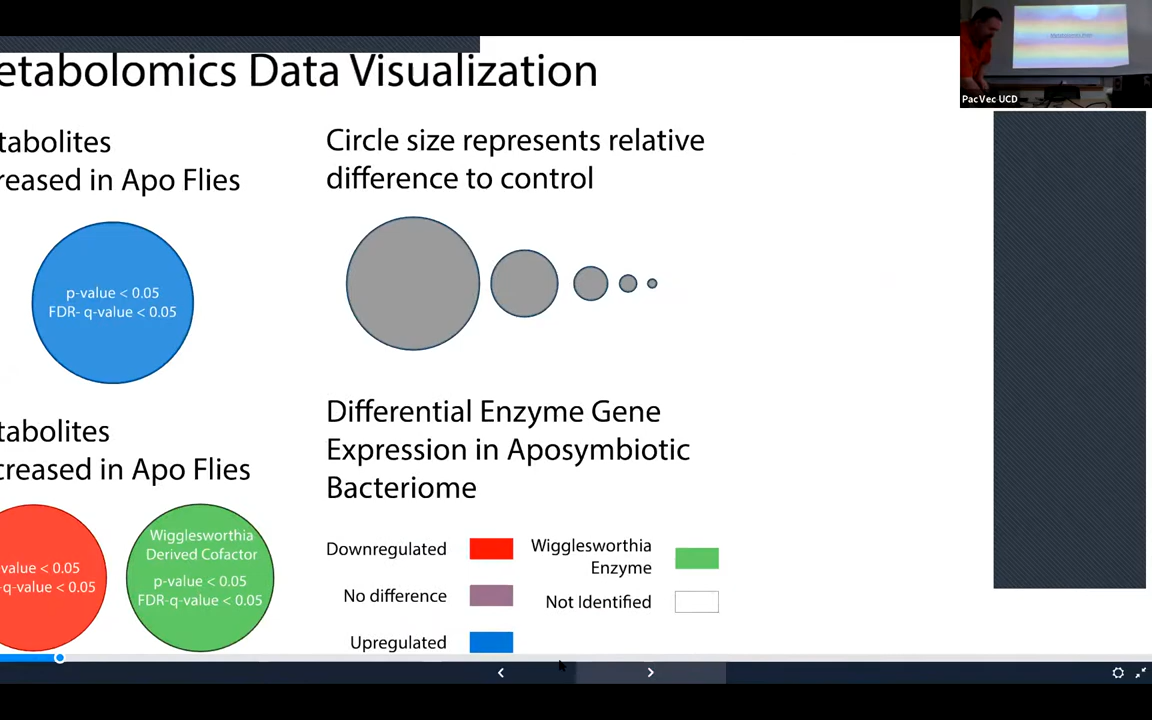 etabolomics Data Visualization
tabolites
reased in Apo Flies
p-value < 0.05
FDR- q-value < 0.05
Circle size represents relative
difference to control
tabolites
creased in Apo Flies
value < 0.05
-q-value < 0.05
Wigglesworthia
Derived Cofactor
p-value < 0.05
FDR-q-value < 0.05
Differential Enzyme Gene
Expression in Aposymbiotic
Bacteriome
Downregulated
No difference
Upregulated
Wigglesworthia
Enzyme
Not Identified
PacVec UCD